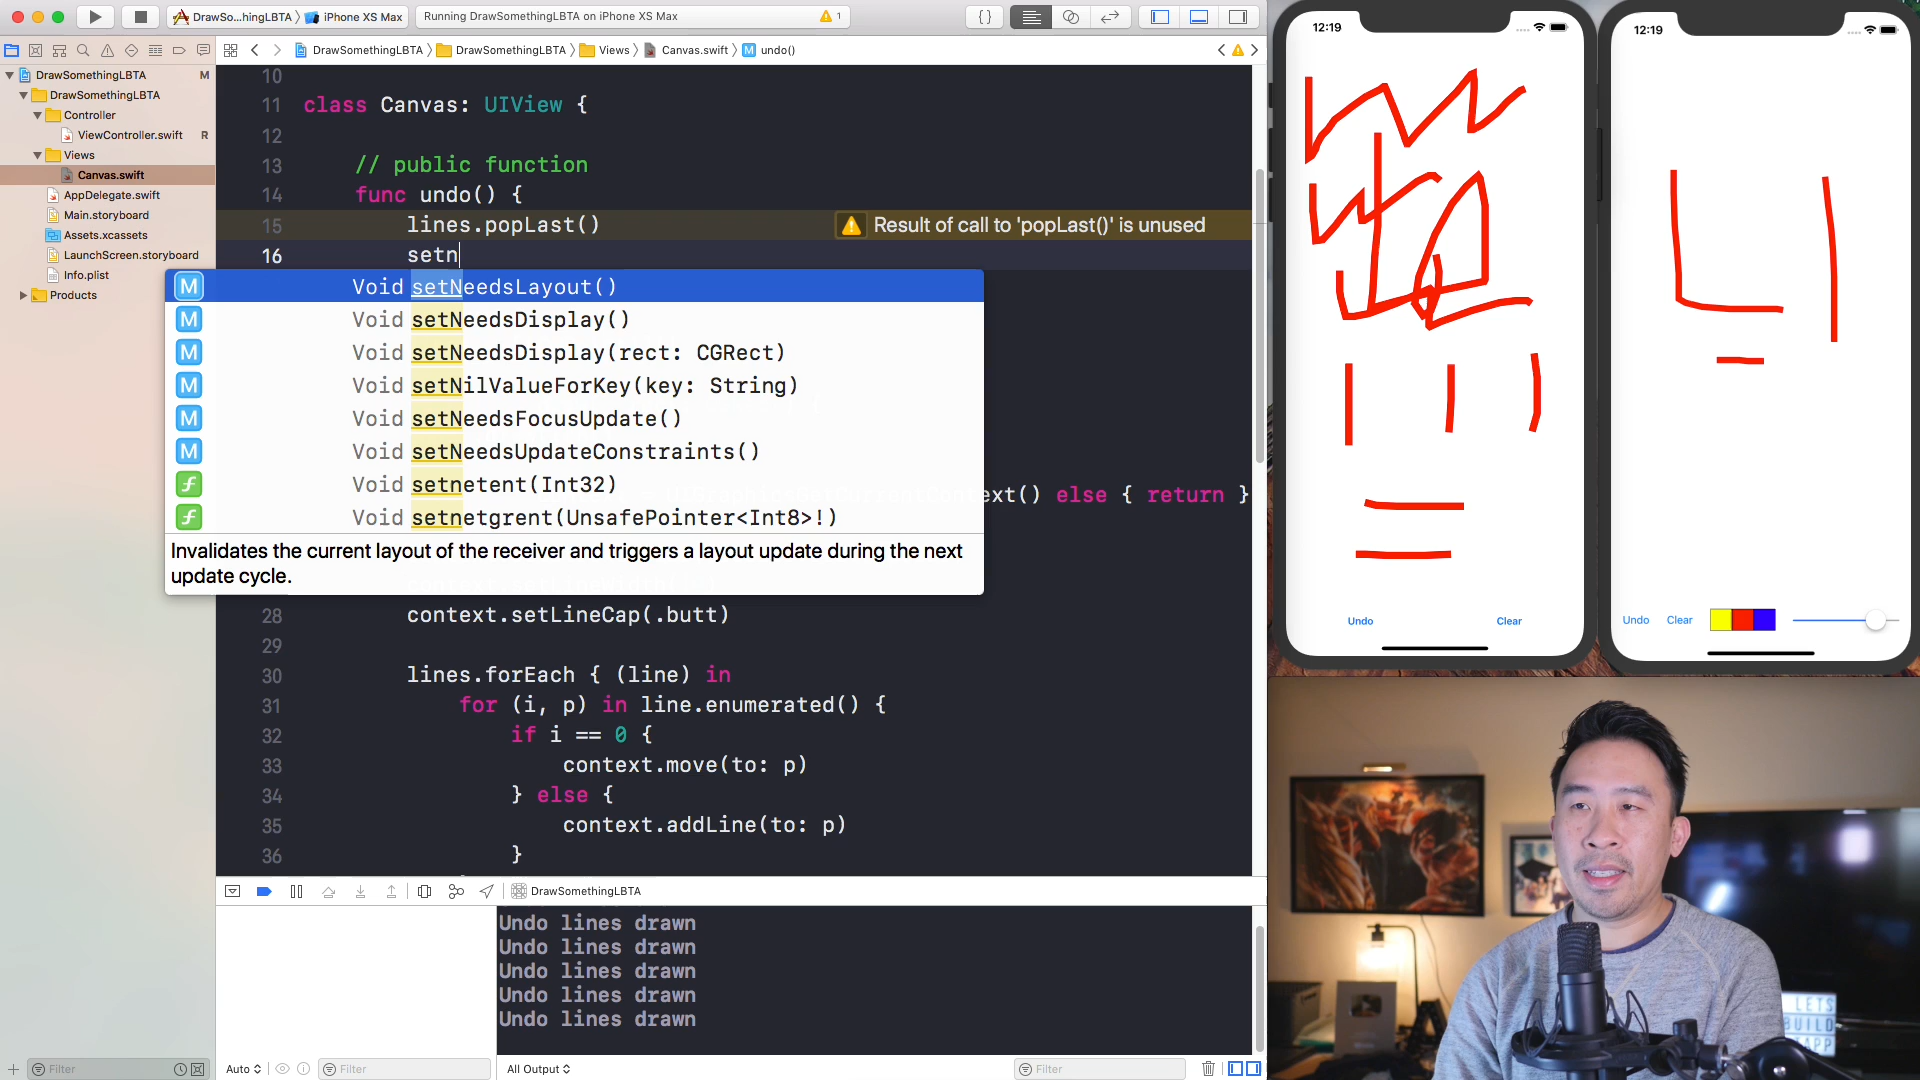 DrawSo...hingLBTA
iPhone XS Max
Running DrawSomethingLBTA on iPhone XS Max
1
DrawSomethingLBTA
DrawSomethingLBTA
Views
Canvas.swift
M
undo()
DrawSomethingLBTA
M
DrawSomethingLBTA
Controller
ViewController.swift
R
Views
Canvas.swift
AppDelegate.swift
Main.storyboard
Assets.xcassets
LaunchScreen.storyboard
Info.plist
Products
10
11 class Canvas: UIView {
12
13 // public function
14 func undo() {
15 lines.popLast()
Result of call to 'popLast()' is unused
16 setn
M Void setNeedsLayout()
M Void setNeedsDisplay()
M Void setNeedsDisplay(rect: CGRect)
M Void setNilValueForKey(key: String)
M Void setNeedsFocusUpdate()
M Void setNeedsUpdateConstraints()
f Void setnetent(Int32)
f Void setnetgrent(UnsafePointer<Int8>!)
Invalidates the current layout of the receiver and triggers a layout update during the next
update cycle.
xt() else { return }
28 context.setLineCap(.butt)
29
30 lines.forEach { (line) in
31 for (i, p) in line.enumerated() {
32 if i == 0 {
33 context.move(to: p)
34 } else {
35 context.addLine(to: p)
36 }
DrawSomethingLBTA
Undo lines drawn
Undo lines drawn
Undo lines drawn
Undo lines drawn
Undo lines drawn
Filter
Auto
Filter
All Output
Filter
12:19
Undo
Clear
12:19
Undo
Clear
LETS
BUILD